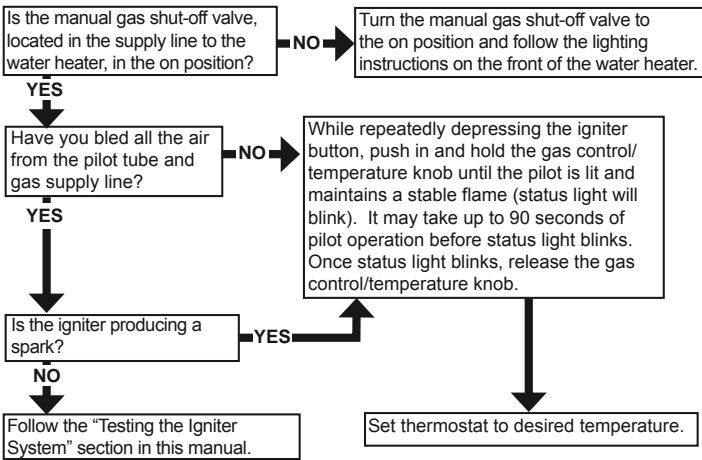 Is the manual gas shut-off valve,
located in the supply line to the
water heater, in the on position?
NO
Turn the manual gas shut-off valve to
the on position and follow the lighting
instructions on the front of the water heater.
YES
Have you bled all the air
from the pilot tube and
gas supply line?
NO
While repeatedly depressing the igniter
button, push in and hold the gas control/
temperature knob until the pilot is lit and
maintains a stable flame (status light will
blink). It may take up to 90 seconds of
pilot operation before status light blinks.
Once status light blinks, release the gas
control/temperature knob.
YES
Is the igniter producing a
spark?
YES
NO
Follow the “Testing the Igniter
System” section in this manual.
Set thermostat to desired temperature.